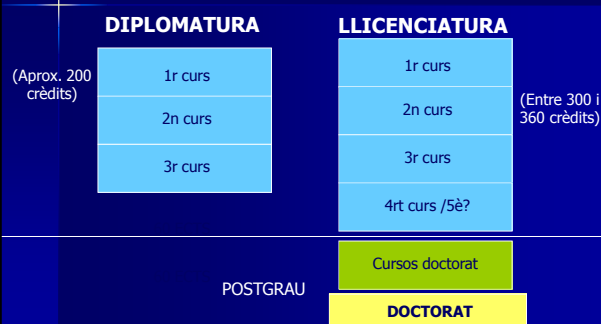 DIPLOMATURA
(Aprox. 200
crèdits)
1r curs
2n curs
3r curs
LLICENCIATURA
1r curs
2n curs
3r curs
4rt curs /5è?
(Entre 300 i
360 crèdits)
POSTGRAU
Cursos doctorat
DOCTORAT